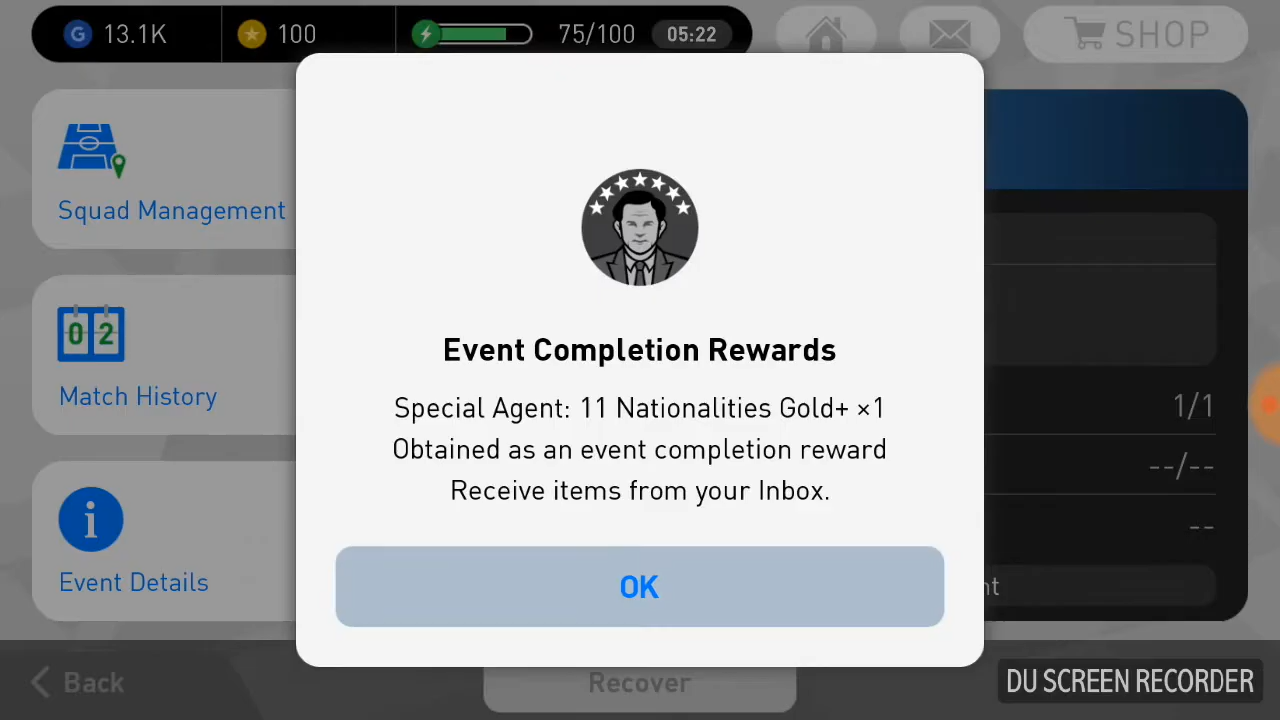 13.1K
100
75/100
05:22
SHOP
Squad Management
0 2
Match History
Event Details
Event Completion Rewards
Special Agent: 11 Nationalities Gold+ ×1
Obtained as an event completion reward
Receive items from your Inbox.
OK
1/1
--/--
--
nt
Back
Recover
DU SCREEN RECORDER